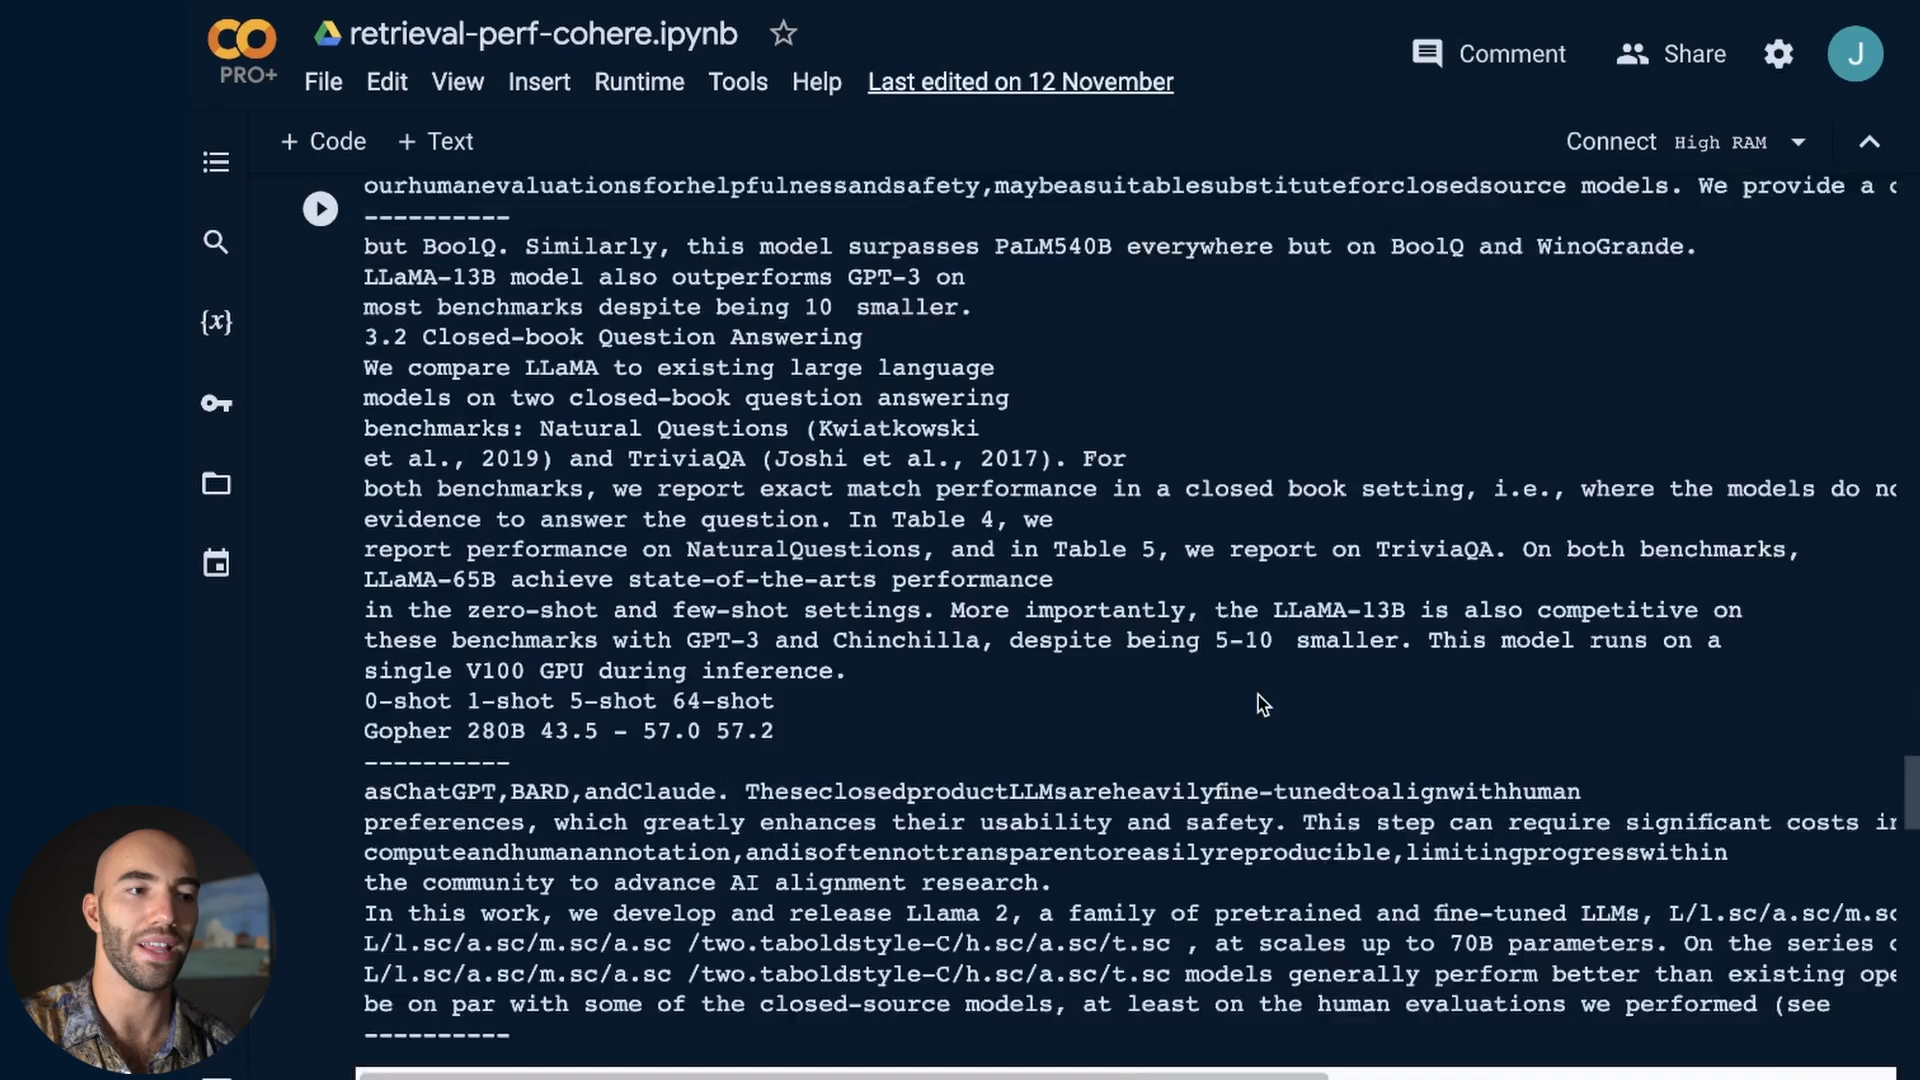 CO
PRO+
retrieval-perf-cohere.ipynb
Comment
Share
J
File Edit View Insert Runtime Tools Help Last edited on 12 November
+ Code + Text
Connect High RAM
ourhumanevaluationsforhelpfulnessandsafety,maybeasuitablesubstituteforclosedsource models. We provide a
----------
but BoolQ. Similarly, this model surpasses PaLM540B everywhere but on BoolQ and WinoGrande.
LLaMA-13B model also outperforms GPT-3 on
most benchmarks despite being 10  smaller.
3.2 Closed-book Question Answering
We compare LLaMA to existing large language
models on two closed-book question answering
benchmarks: Natural Questions (Kwiatkowski
et al., 2019) and TriviaQA (Joshi et al., 2017). For
both benchmarks, we report exact match performance in a closed book setting, i.e., where the models do
evidence to answer the question. In Table 4, we
report performance on NaturalQuestions, and in Table 5, we report on TriviaQA. On both benchmarks,
LLaMA-65B achieve state-of-the-arts performance
in the zero-shot and few-shot settings. More importantly, the LLaMA-13B is also competitive on
these benchmarks with GPT-3 and Chinchilla, despite being 5-10  smaller. This model runs on a
single V100 GPU during inference.
0-shot 1-shot 5-shot 64-shot
Gopher 280B 43.5 - 57.0 57.2
----------
asChatGPT,BARD,andClaude. TheseclosedproductLLMsareheavilyfine-tunedtoalignwithhuman
preferences, which greatly enhances their usability and safety. This step can require significant costs
computeandhumanannotation,andisoftennottransparentoreasilyreproducible,limitingprogresswithin
the community to advance AI alignment research.
In this work, we develop and release Llama 2, a family of pretrained and fine-tuned LLMs, L/l.sc/a.sc/m.sc
L/l.sc/a.sc/m.sc/a.sc /two.taboldstyle-C/h.sc/a.sc/t.sc , at scales up to 70B parameters. On the series
L/l.sc/a.sc/m.sc/a.sc /two.taboldstyle-C/h.sc/a.sc/t.sc models generally perform better than existing
be on par with some of the closed-source models, at least on the human evaluations we performed (see
----------